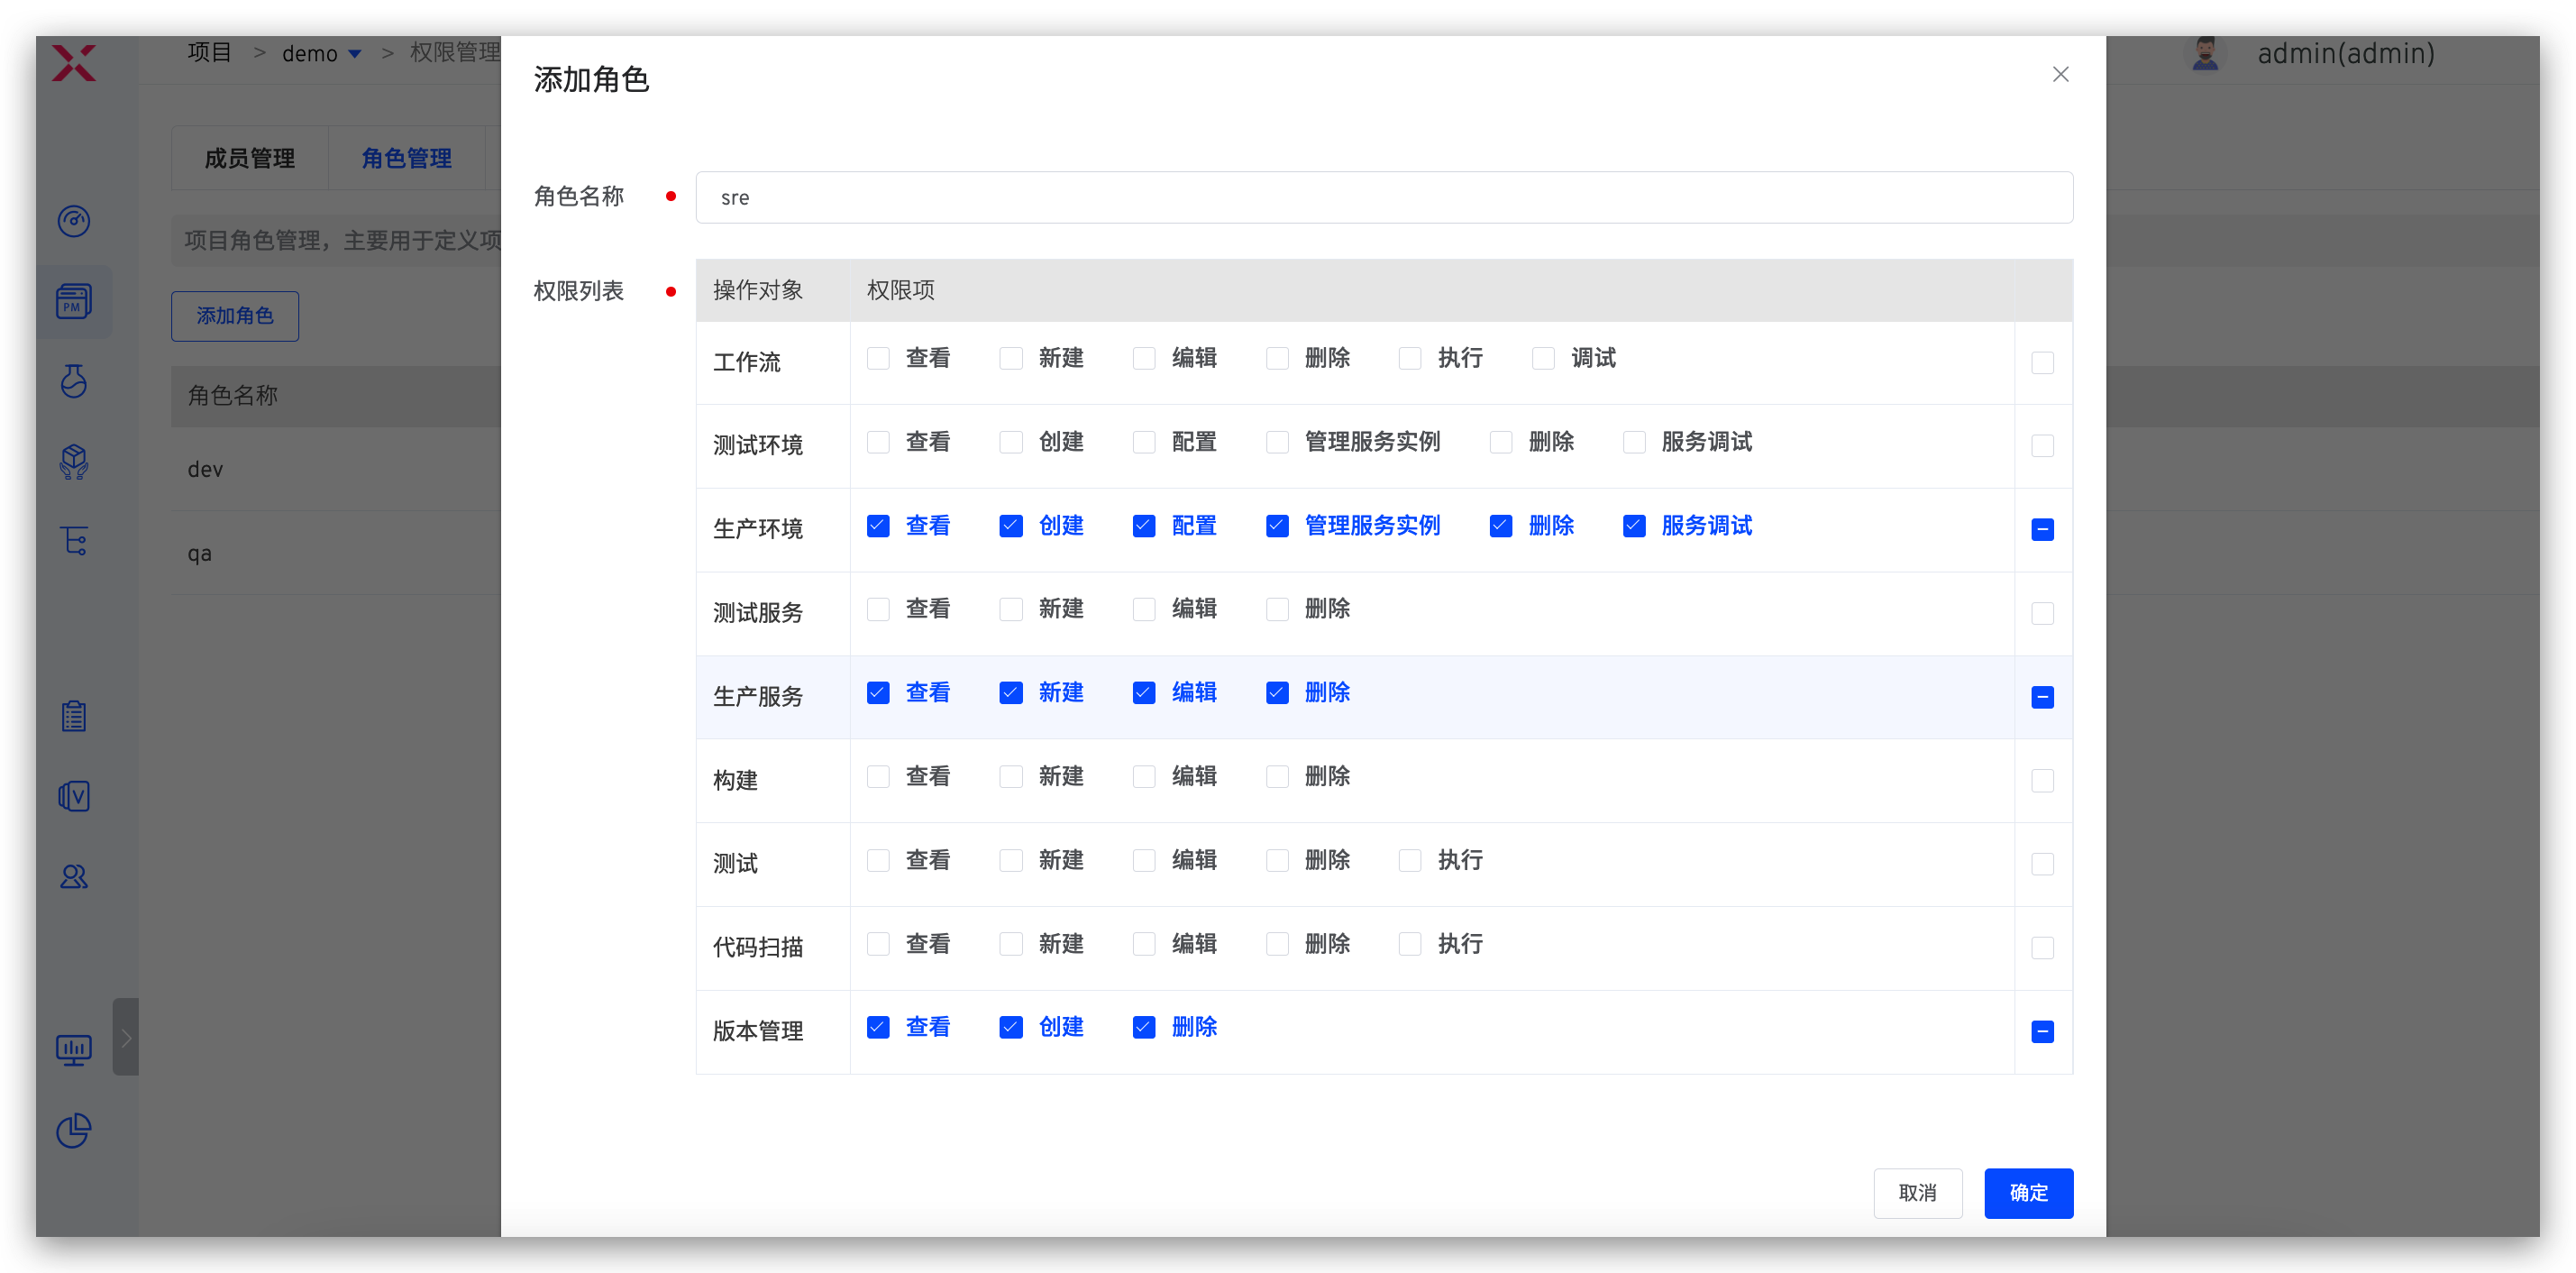 项目 > demo > 权限管理
admin(admin)
成员管理 角色管理
项目角色管理，主要用于定义项
添加角色
角色名称
dev
qa
PM
V
添加角色
角色名称 sre
权限列表 操作对象 权限项
工作流 查看 新建 编辑 删除 执行 调试
测试环境 查看 创建 配置 管理服务实例 删除 服务调试
生产环境 查看 创建 配置 管理服务实例 删除 服务调试
测试服务 查看 新建 编辑 删除
生产服务 查看 新建 编辑 删除
构建 查看 新建 编辑 删除
测试 查看 新建 编辑 删除 执行
代码扫描 查看 新建 编辑 删除 执行
版本管理 查看 创建 删除
取消 确定